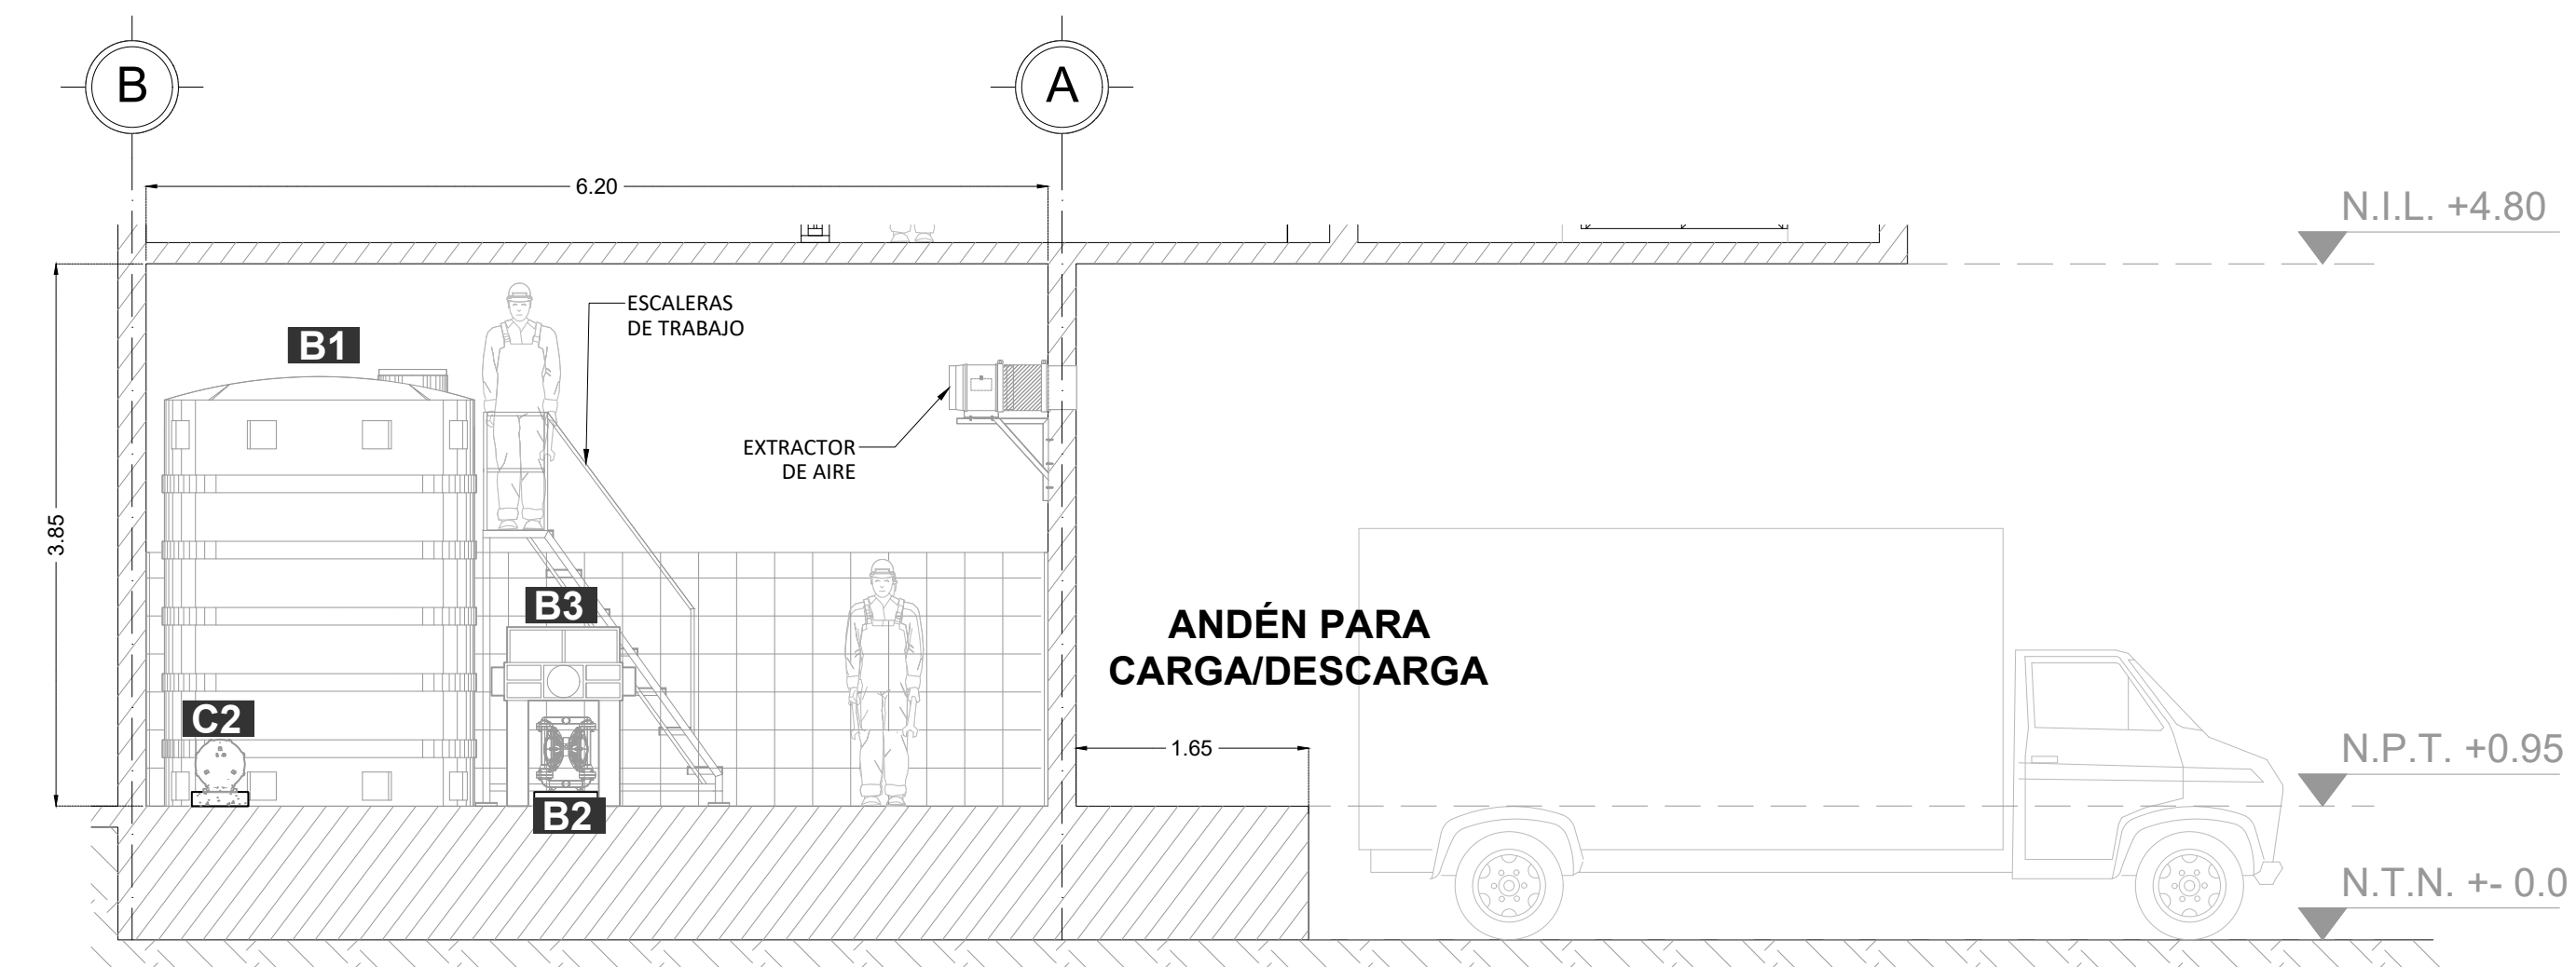 B
A
6.20
N.I.L. +4.80
ESCALERAS
DE TRABAJO
B1
EXTRACTOR
DE AIRE
3.85
B3
ANDÉN PARA
CARGA/DESCARGA
C2
1.65
N.P.T. +0.95
B2
N.T.N. +- 0.0